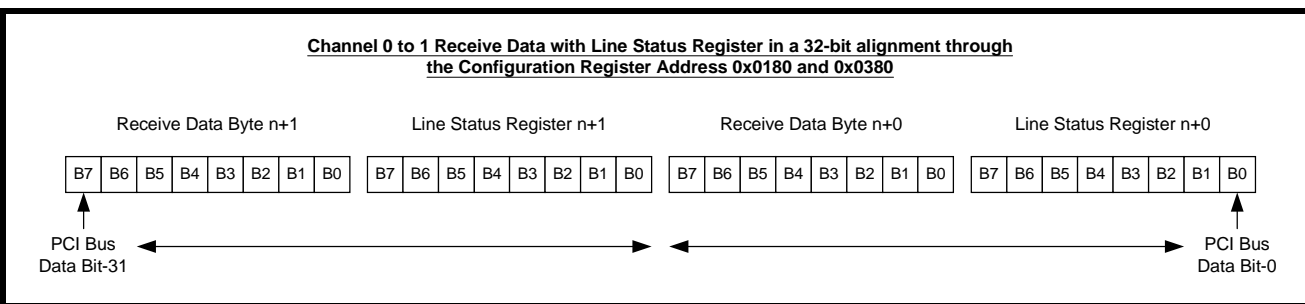 Channel 0 to 1 Receive Data with Line Status Register in a 32-bit alignment through
the Configuration Register Address 0x0180 and 0x0380
Receive Data Byte n+1 Line Status Register n+1 Receive Data Byte n+0 Line Status Register n+0
B7 B6 B5 B4 B3 B2 B1 B0 B7 B6 B5 B4 B3 B2 B1 B0 B7 B6 B5 B4 B3 B2 B1 B0 B7 B6 B5 B4 B3 B2 B1 B0
PCI Bus PCI Bus
Data Bit-31 Data Bit-0